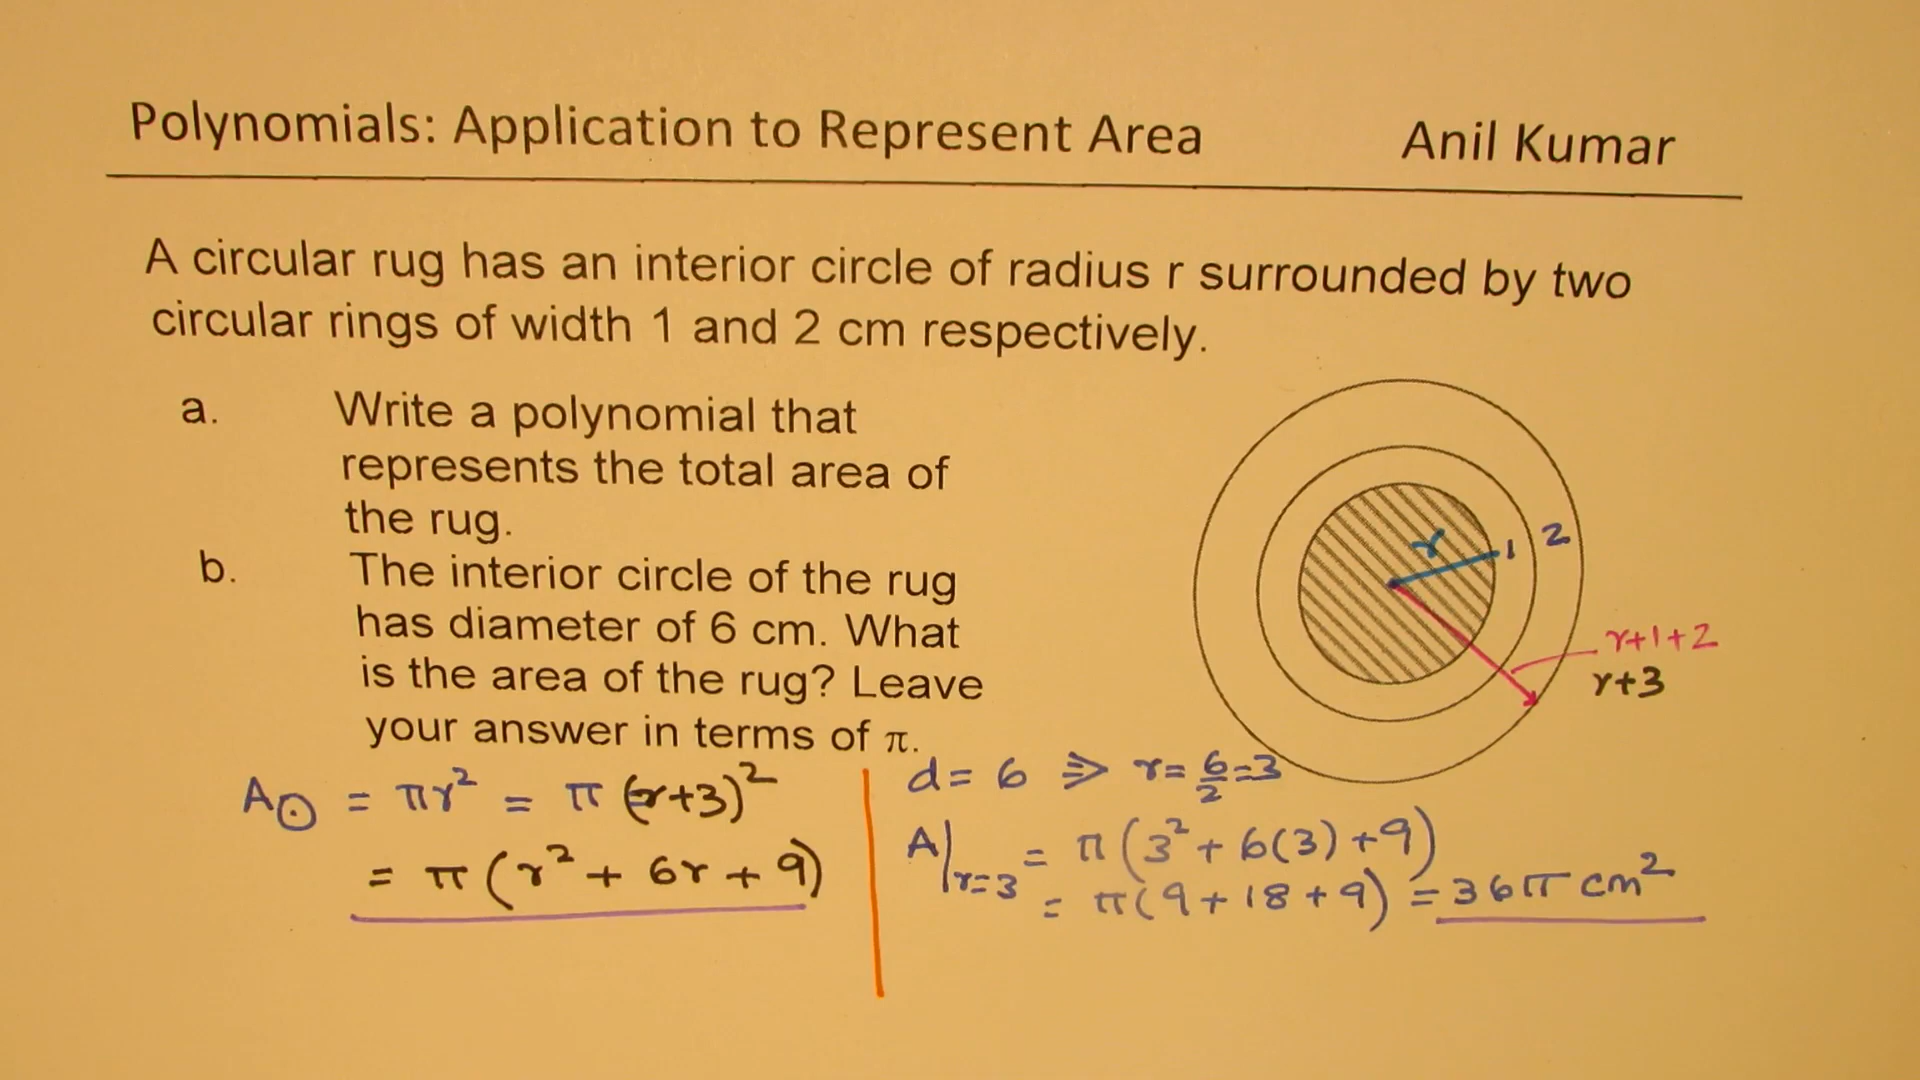 Polynomials: Application to Represent Area Anil Kumar
A circular rug has an interior circle of radius r surrounded by two
circular rings of width 1 and 2 cm respectively.
a. Write a polynomial that
represents the total area of
the rug.
b. The interior circle of the rug
has diameter of 6 cm. What
is the area of the rug? Leave
your answer in terms of π.
r 1 2
r+1+2
r+3
A⊙ = πr² = π(r+3)²
= π(r² + 6r + 9)
d = 6 ⇒ r = 6/2 = 3
A|r=3 = π(3² + 6(3) + 9)
= π(9 + 18 + 9) = 36π cm²